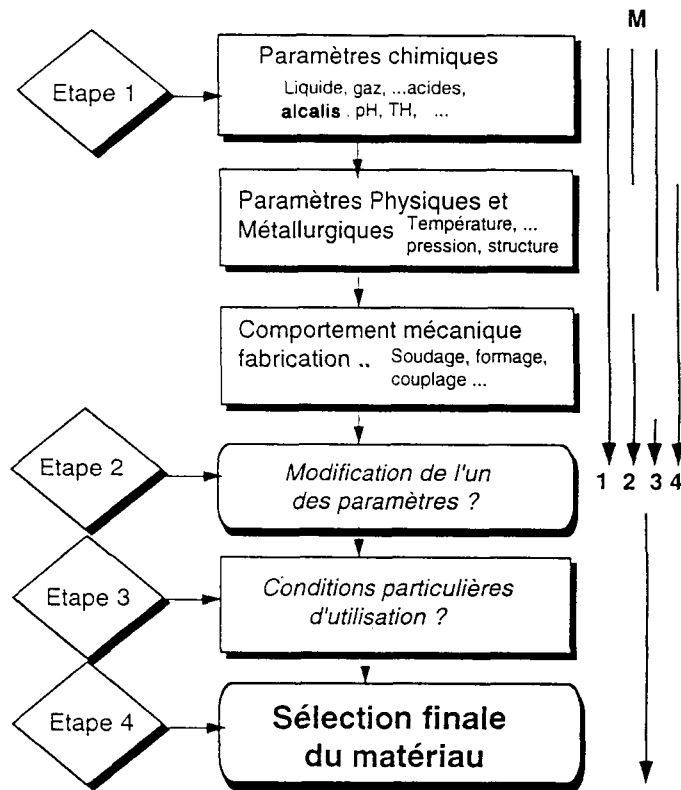 M
Etape 1
Paramètres chimiques
Liquide, gaz, ...acides,
alcalis . pH, TH, ...
Paramètres Physiques et
Métallurgiques Température, ...
pression, structure
Comportement mécanique
fabrication .. Soudage, formage,
couplage ...
Etape 2
Modification de l'un
des paramètres ?
1 2 3 4
Etape 3
Conditions particulières
d'utilisation ?
Etape 4
Sélection finale
du matériau